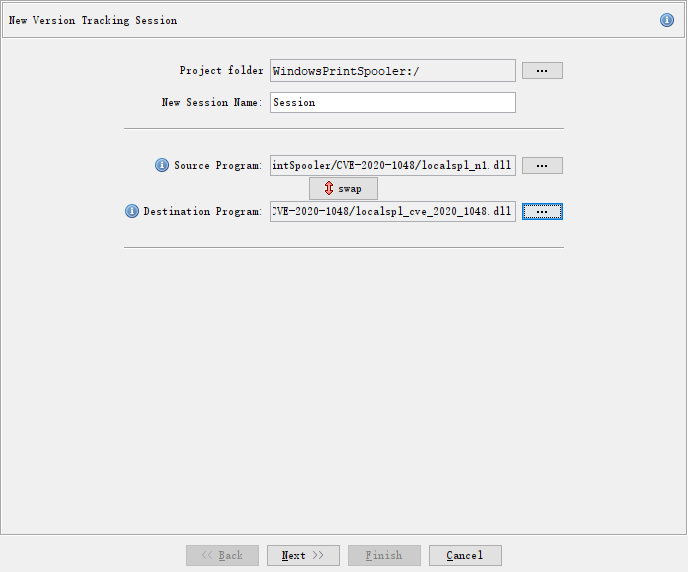 New Version Tracking Session
Project folder WindowsPrintSpooler:/ ...
New Session Name: Session
Source Program: intSpooler/CVE-2020-1048/localspl_n1.dll ...
swap
Destination Program: CVE-2020-1048/localspl_cve_2020_1048.dll ...
<< Back Next >> Finish Cancel